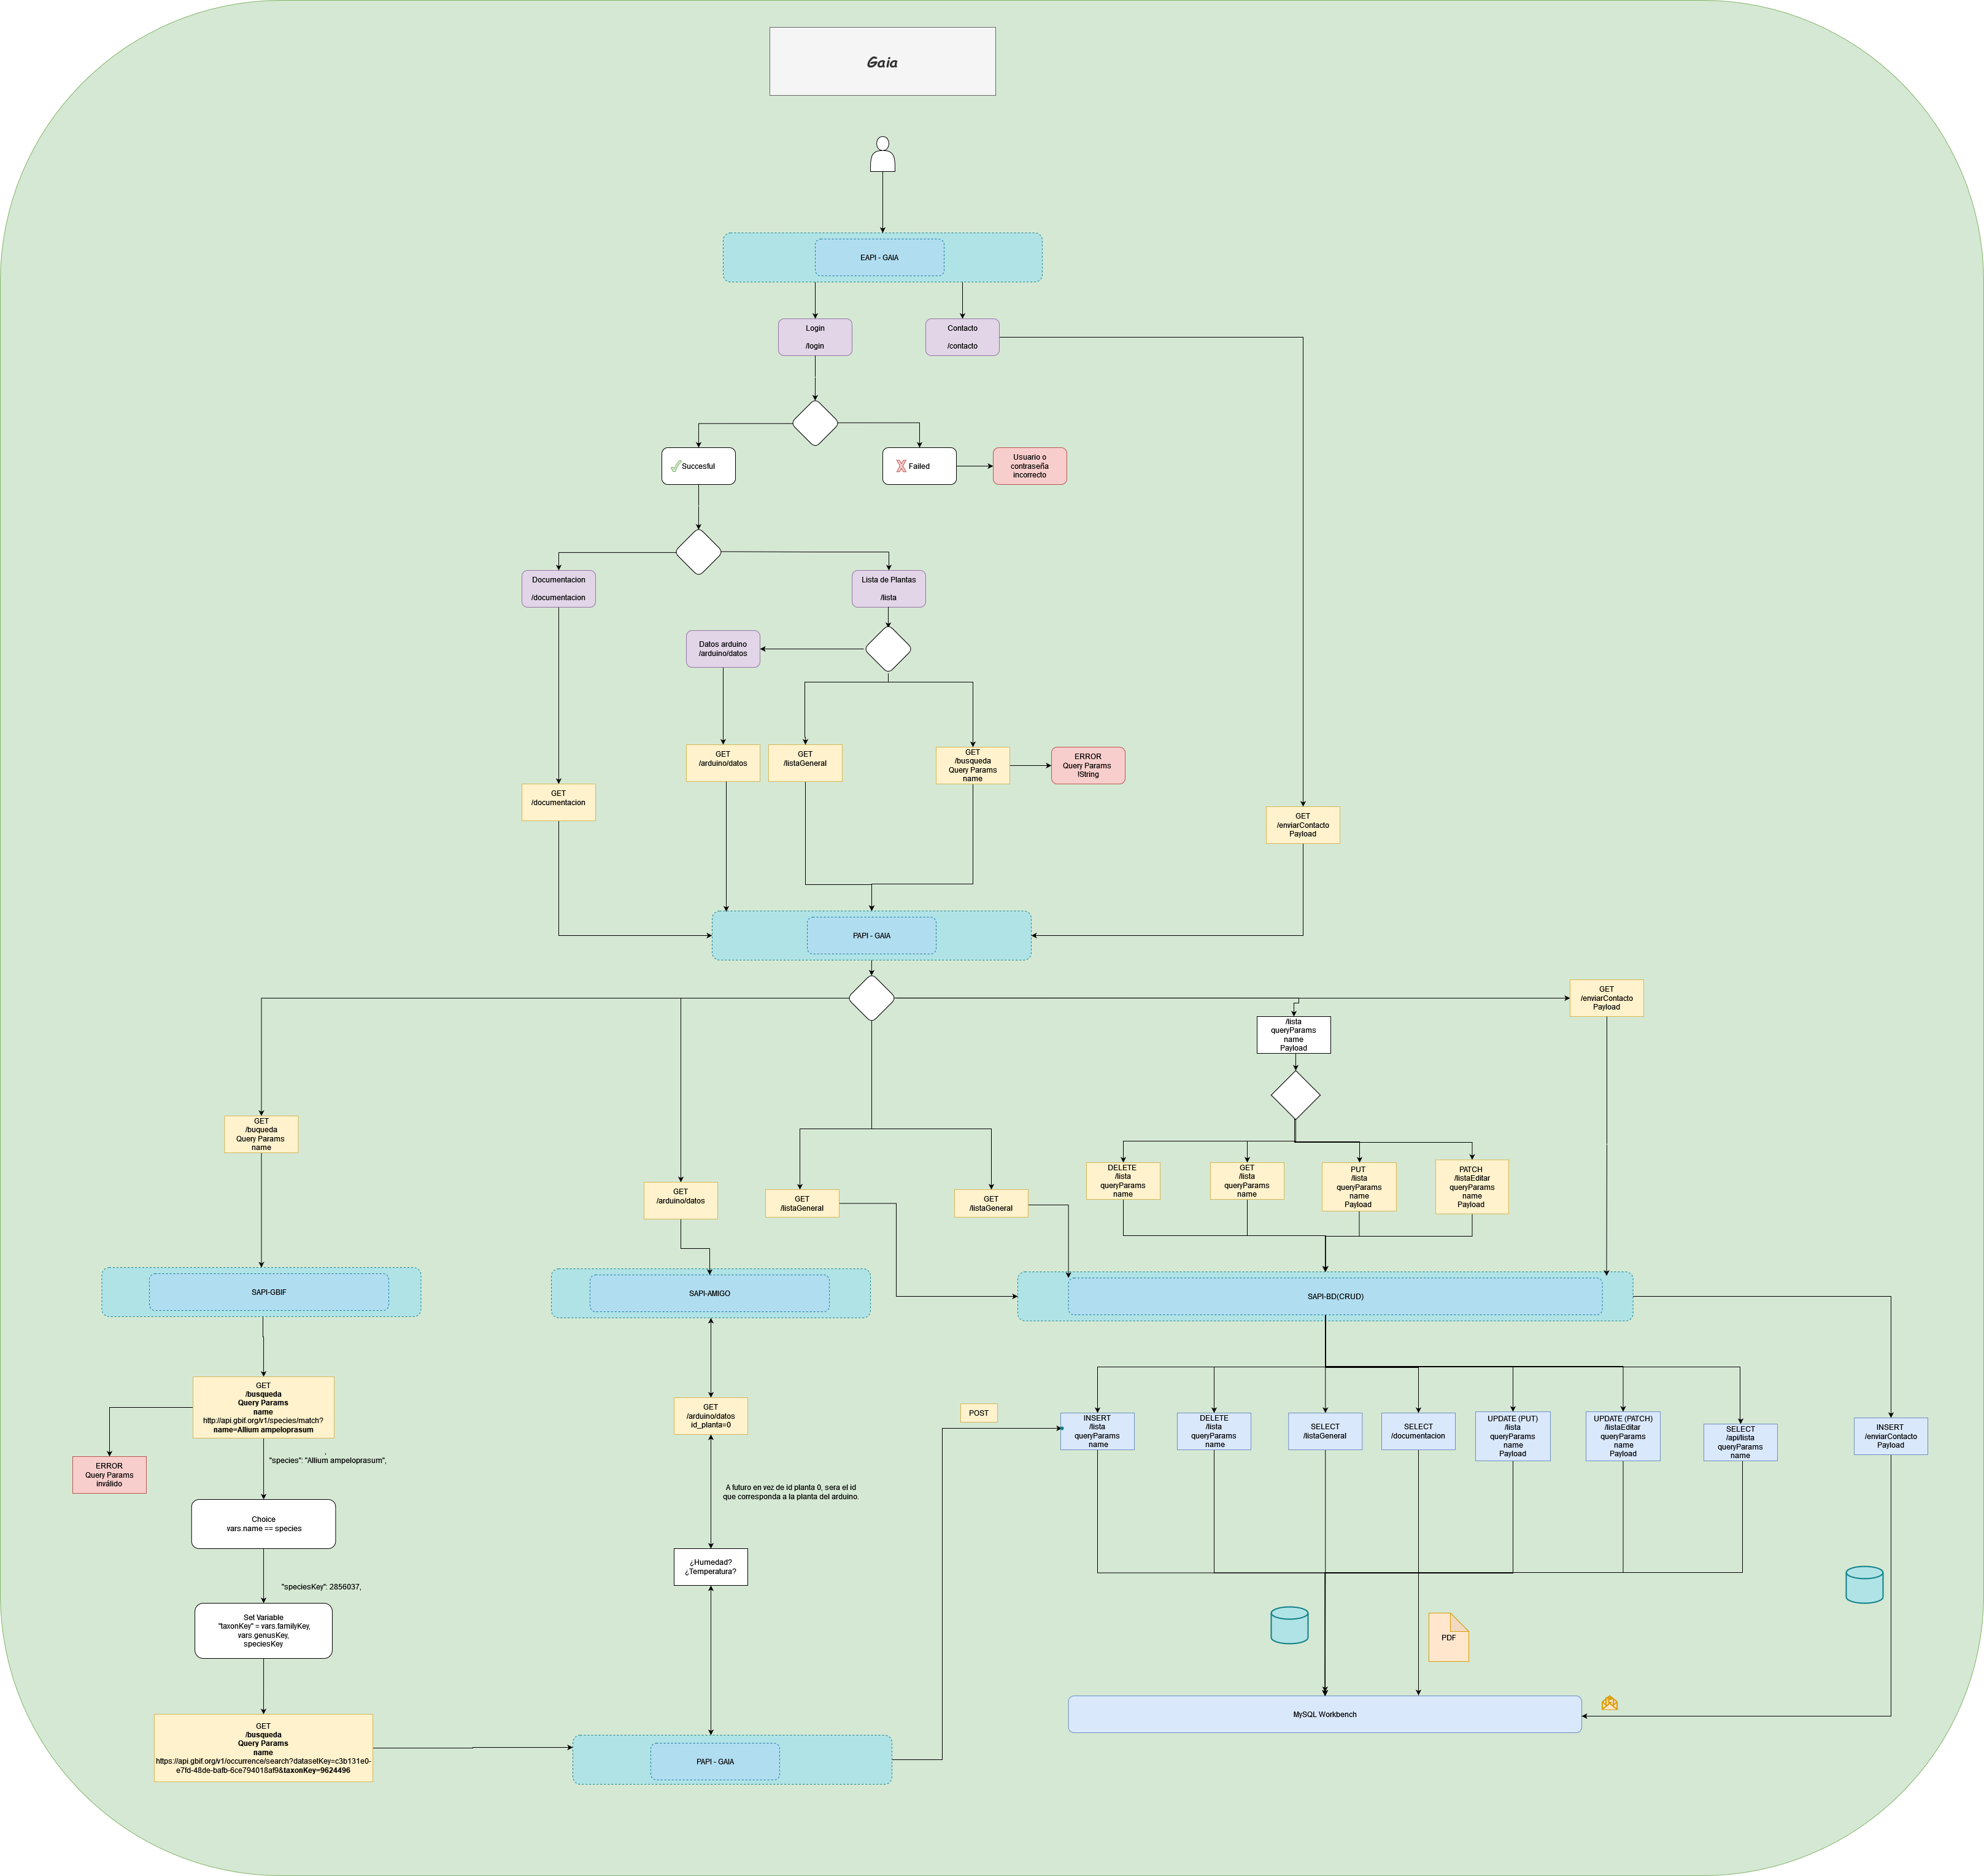 Gaia
EAPI - GAIA
Login
/login
Contacto
/contacto
Succesful
Failed
Usuario o
contraseña
incorrecto
Documentacion
/documentacion
Lista de Plantas
/lista
Datos arduino
/arduino/datos
GET
/documentacion
GET
/arduino/datos
GET
/listaGeneral
GET
/busqueda
Query Params
name
ERROR
Query Params
!String
GET
/enviarContacto
Payload
PAPI - GAIA
GET
/enviarContacto
Payload
/lista
queryParams
name
Payload
GET
/buqueda
Query Params
name
GET
/arduino/datos
GET
/listaGeneral
GET
/listaGeneral
DELETE
/lista
queryParams
name
GET
/lista
queryParams
name
PUT
/lista
queryParams
name
Payload
PATCH
/listaEditar
queryParams
name
Payload
SAPI-GBIF
SAPI-AMIGO
SAPI-BD(CRUD)
GET
/busqueda
Query Params
name
http://api.gbif.org/v1/species/match?
name=Allium ampeloprasum
ERROR
Query Params
inválido
,
"species": "Allium ampeloprasum",
Choice
vars.name == species
"speciesKey": 2856037,
Set Variable
"taxonKey" = vars.familyKey,
vars.genusKey,
speciesKey
GET
/busqueda
Query Params
name
https://api.gbif.org/v1/occurrence/search?datasetKey=c3b131e0-
e7fd-48de-bafb-6ce794018af9&taxonKey=9624496
GET
/arduino/datos
id_planta=0
A futuro en vez de id planta 0, sera el id
que corresponda a la planta del arduino.
¿Humedad?
¿Temperatura?
PAPI - GAIA
POST
INSERT
/lista
queryParams
name
DELETE
/lista
queryParams
name
SELECT
/listaGeneral
SELECT
/documentacion
UPDATE (PUT)
/lista
queryParams
name
Payload
UPDATE (PATCH)
/listaEditar
queryParams
name
Payload
SELECT
/api/lista
queryParams
name
INSERT
/enviarContacto
Payload
PDF
MySQL Workbench